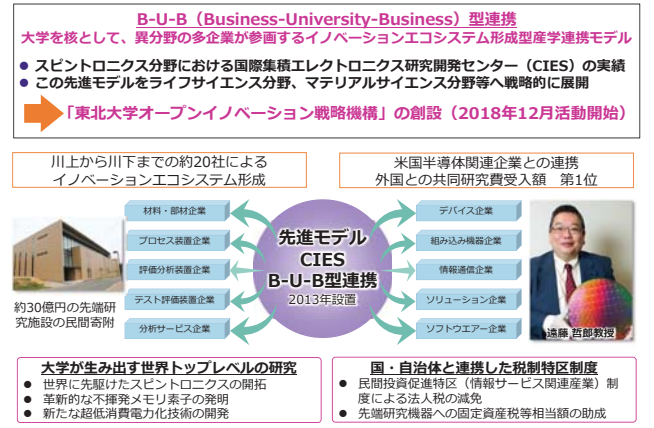 B-U-B（Business-University-Business）型連携
大学を核として、異分野の多企業が参画するイノベーションエコシステム形成型産学連携モデル
● スピントロニクス分野における国際集積エレクトロニクス研究開発センター（CIES）の実績
● この先進モデルをライフサイエンス分野、マテリアルサイエンス分野等へ戦略的に展開
「東北大学オープンイノベーション戦略機構」の創設（2018年12月活動開始）
川上から川下までの約20社による
イノベーションエコシステム形成
米国半導体関連企業との連携
外国との共同研究費受入額　第1位
材料・部材企業
プロセス装置企業
評価分析装置企業
テスト評価装置企業
分析サービス企業
先進モデル
CIES
B-U-B型連携
2013年設置
デバイス企業
組み込み機器企業
情報通信企業
ソリューション企業
ソフトウエアー企業
約30億円の先端研
究施設の民間寄附
遠藤 哲郎教授
大学が生み出す世界トップレベルの研究
● 世界に先駆けたスピントロニクスの開拓
● 革新的な不揮発メモリ素子の発明
● 新たな超低消費電力化技術の開発
国・自治体と連携した税制特区制度
● 民間投資促進特区（情報サービス関連産業）制
度による法人税の減免
● 先端研究機器への固定資産税等相当額の助成